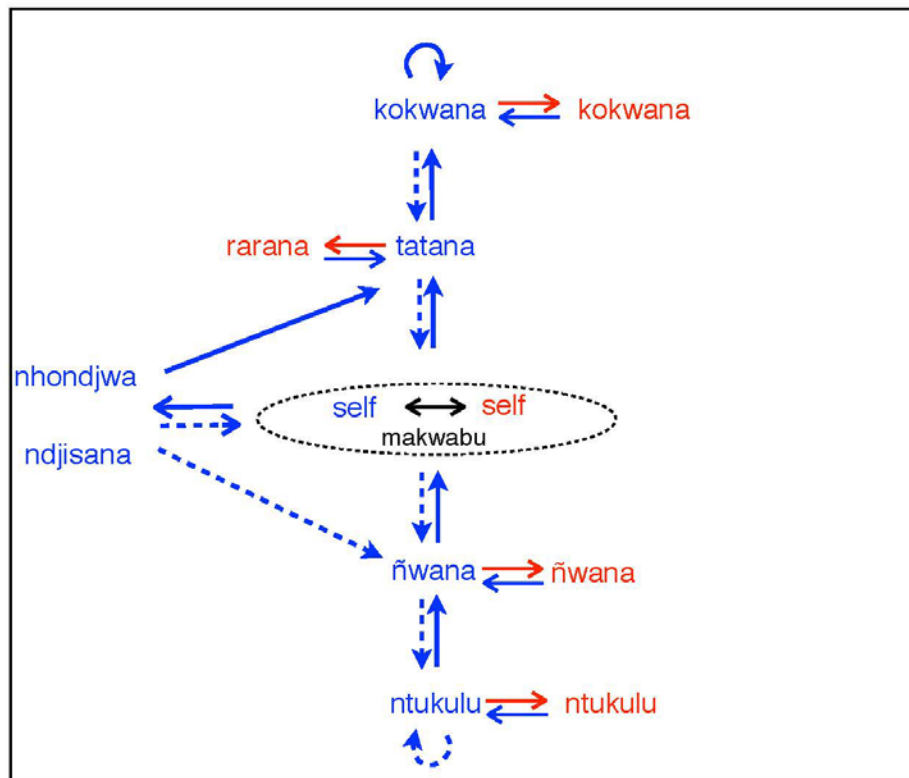 kokwana kokwana
rarana tatana
nhondjwa
self self
makwabu
ndjisana
ñwana ñwana
ntukulu ntukulu